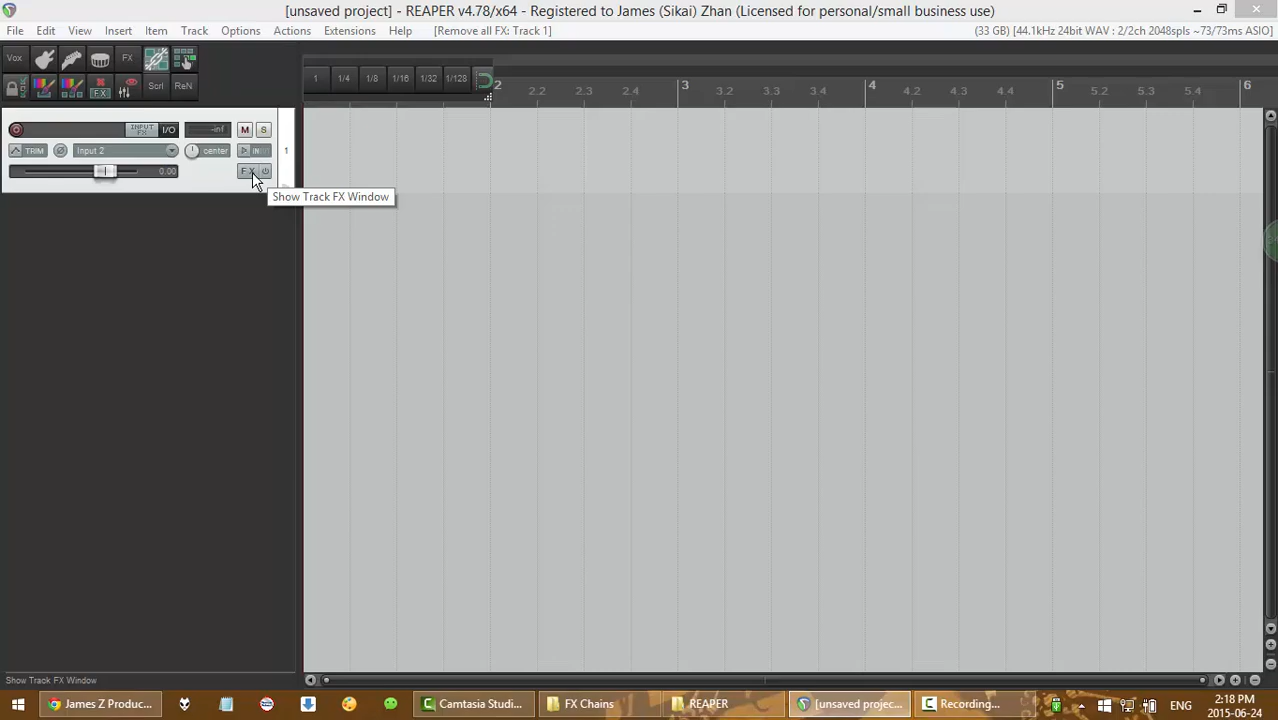 [unsaved project] - REAPER v4.78/x64 - Registered to James (Sikai) Zhan (Licensed for personal/small business use)
File Edit View Insert Item Track Options Actions Extensions Help [Remove all FX: Track 1] (33 GB) [44.1kHz 24bit WAV : 2/2ch 2048spls ~73/73ms ASIO]
Vox FX
FX Scrl ReN
1 1/4 1/8 1/16 1/32 1/128
2 2.2 2.3 2.4 3 3.2 3.3 3.4 4 4.2 4.3 4.4 5 5.2 5.3 5.4 6
INPUT FX I/O -inf M S
TRIM Input 2 center IN 1
0.00 FX
Show Track FX Window
Show Track FX Window
James Z Produc... Camtasia Studi... FX Chains REAPER [unsaved projec... Recording... ENG
2:18 PM
2015-06-24